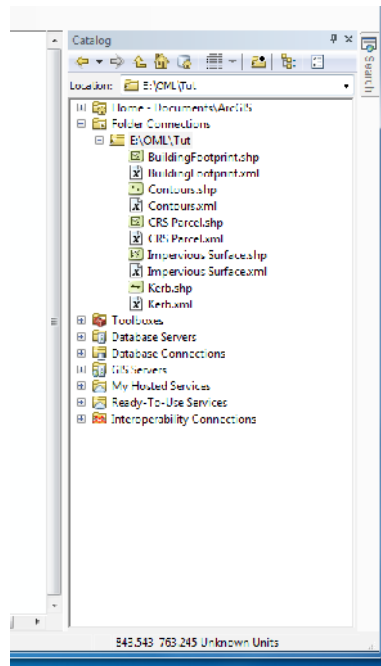 Catalog
Location: E:\OML\Tut
Home - Documents\ArcGIS
Folder Connections
E:\OML\Tut
BuildingFootprint.shp
BuildingFootprint.xml
Contours.shp
Contours.xml
CRS Parcel.shp
CRS Parcel.xml
Impervious Surface.shp
Impervious Surface.xml
Kerb.shp
Kerb.xml
Toolboxes
Database Servers
Database Connections
GIS Servers
My Hosted Services
Ready-To-Use Services
Interoperability Connections
Search
843.543 763.245 Unknown Units